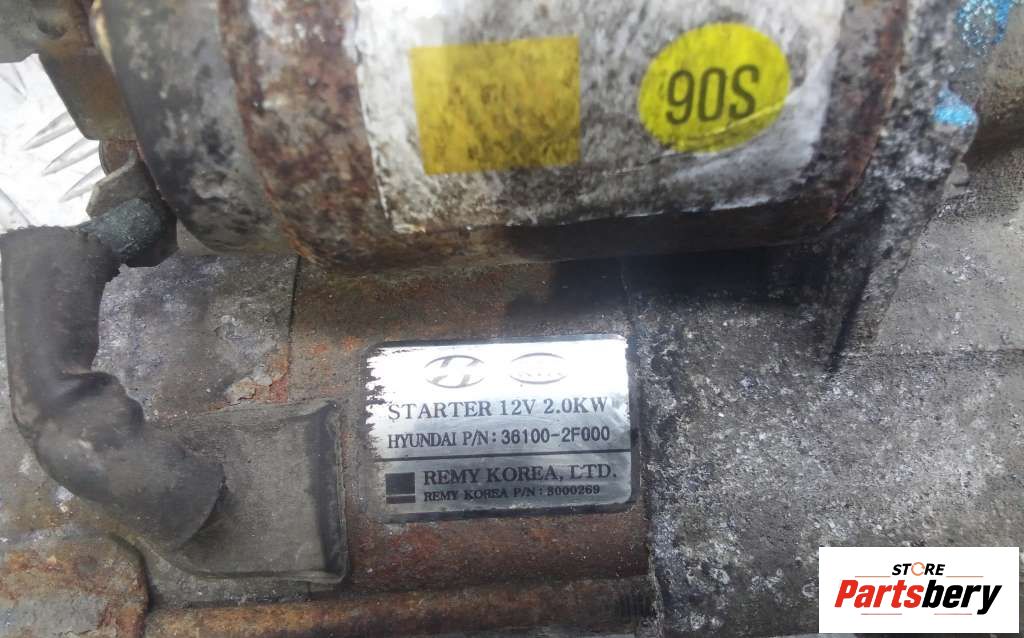 90S
STARTER 12V 2.0KW
HYUNDAI P/N: 36100-2F000
REMY KOREA, LTD.
REMY KOREA P/N : 8000269
STORE
Partsbery